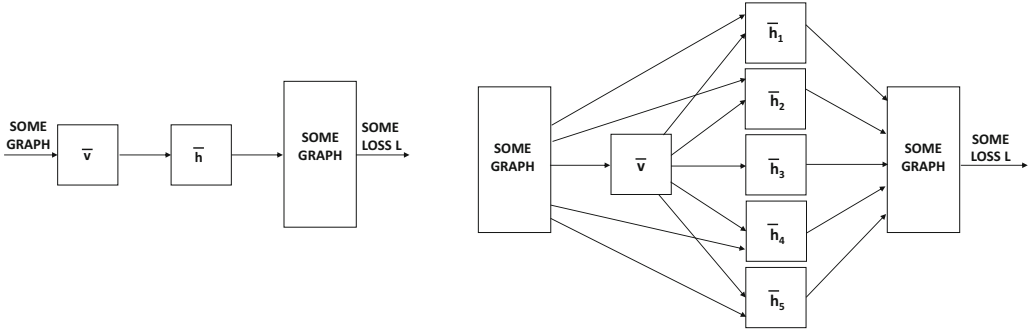 SOME
GRAPH
v̅
h̅
SOME
GRAPH
SOME
LOSS L
SOME
GRAPH
v̅
h̅₁
h̅₂
h̅₃
h̅₄
h̅₅
SOME
GRAPH
SOME
LOSS L